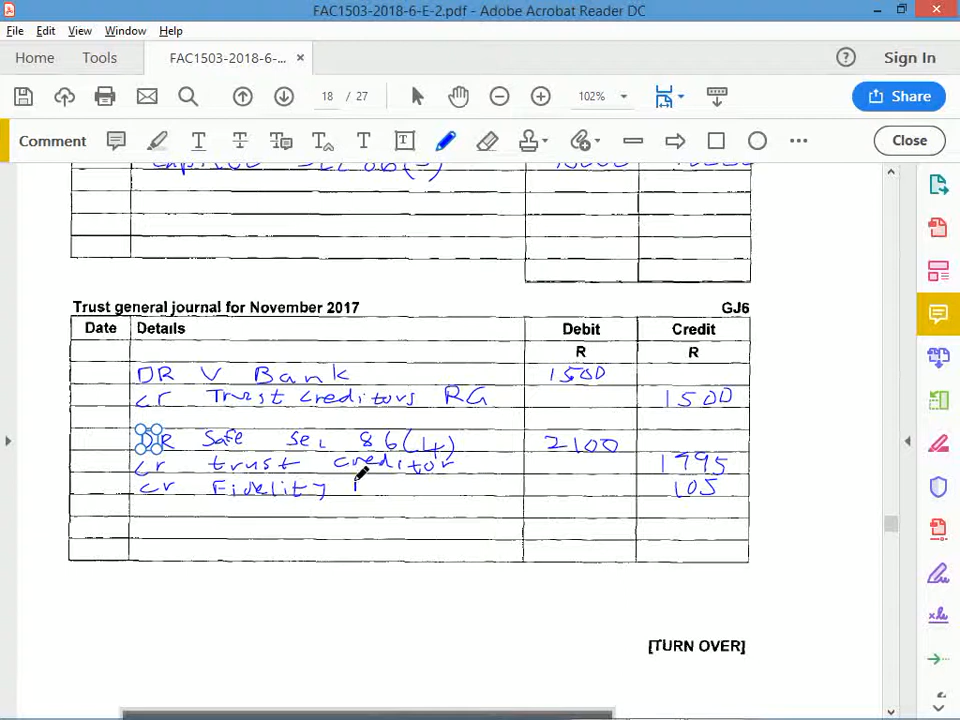 FAC1503-2018-6-E-2.pdf - Adobe Acrobat Reader DC
File Edit View Window Help
Home Tools FAC1503-2018-6-... × Sign In
18 / 27 102% Share
Comment Close
Trust general journal for November 2017 GJ6
Date Details Debit Credit
R R
DR V Bank 1500
cr Trust creditors RG 1500
DR Safe sec 86(4) 2100
cr trust creditor 1995
cr Fidelity 105
[TURN OVER]